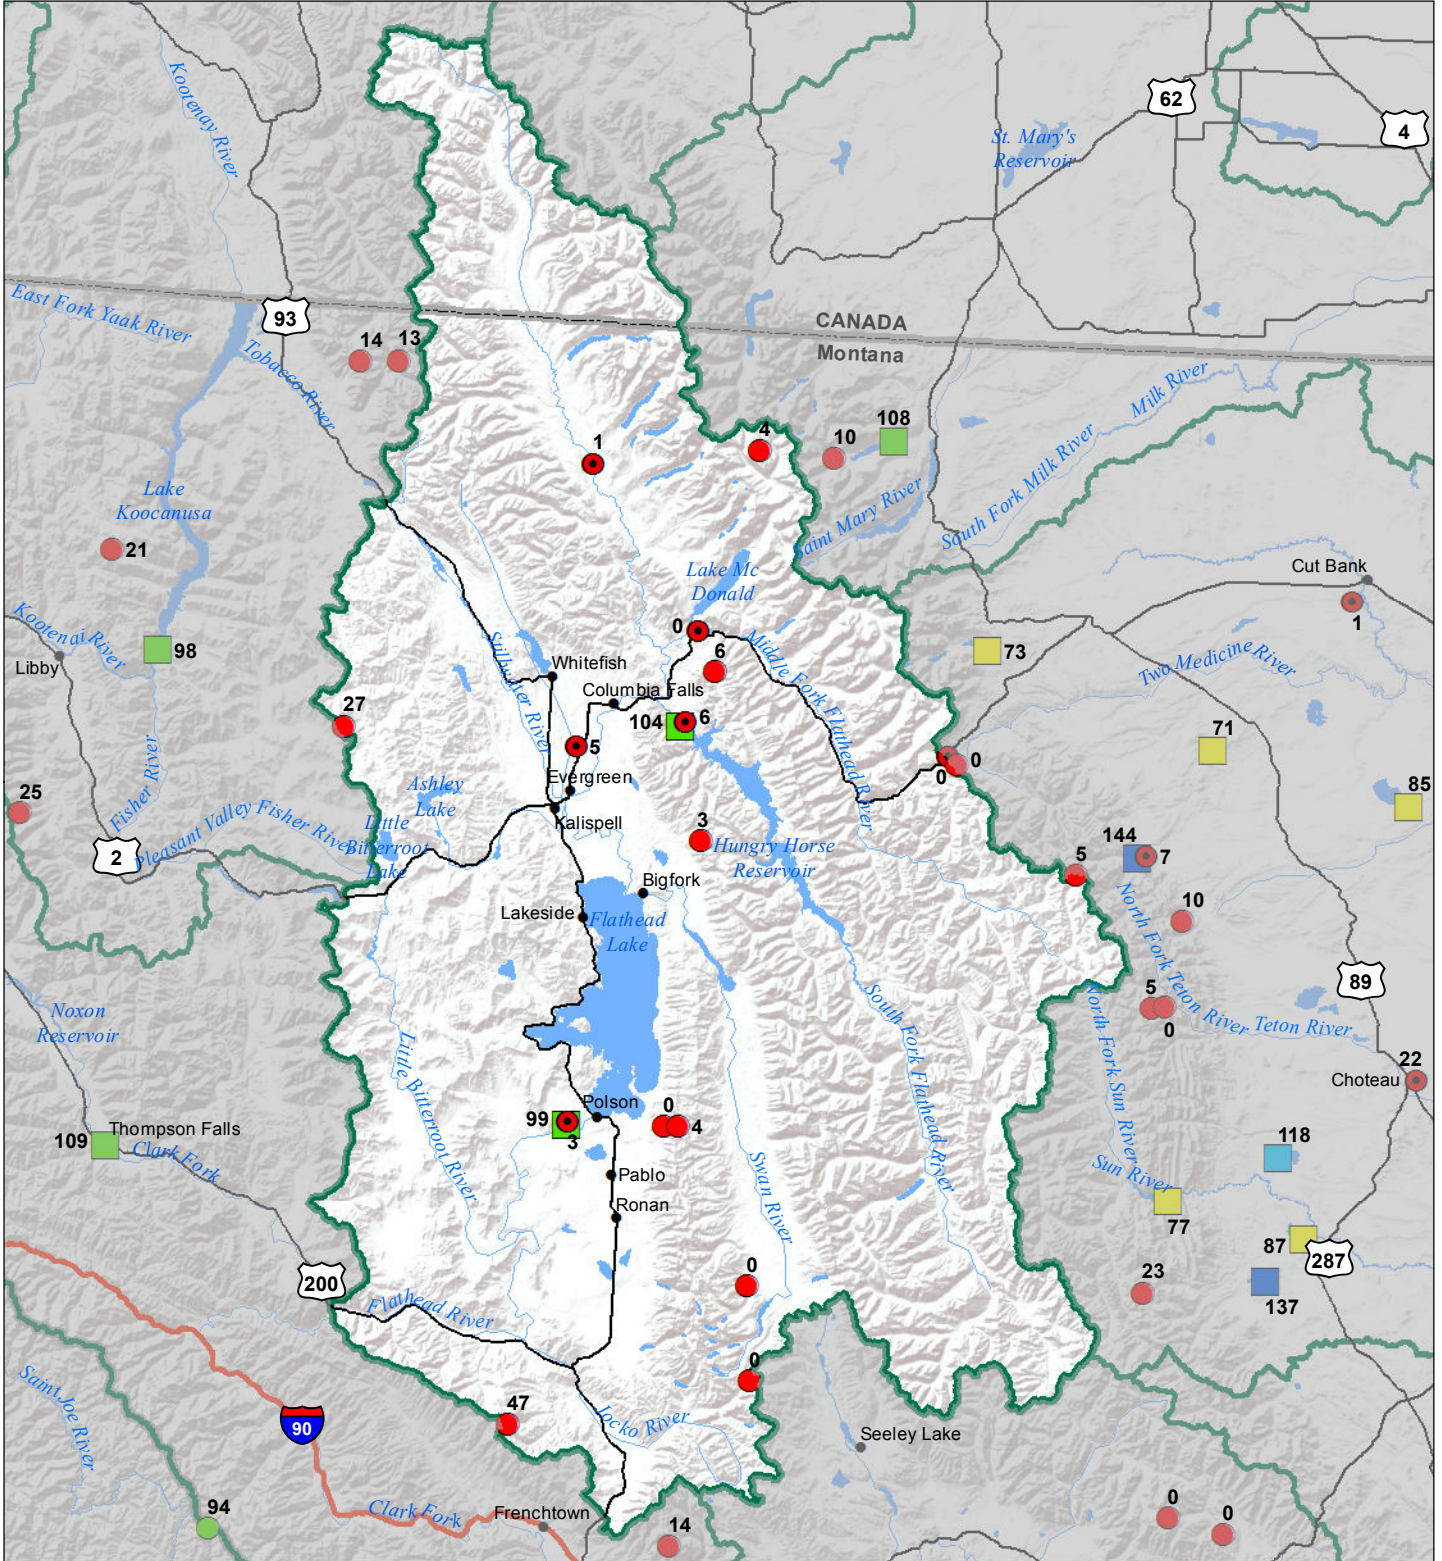 Kootenay River
62
4
St. Mary's
Reservoir
East Fork Yaak River
93
CANADA
Montana
14
13
Tobacco River
Milk River
108
4
10
1
South Fork Milk River
Lake
Koocanusa
Saint Mary River
21
Lake Mc
Donald
Cut Bank
1
Kootenai River
Libby
98
Stillwater River
0
Middle Fork Flathead River
73
Two Medicine River
Whitefish
6
Columbia Falls
27
104
6
71
5
0
0
Fisher River
Evergreen
Ashley
Lake
85
25
Kalispell
Little
Bitterroot
Lake
2
Pleasant Valley Fisher River
3
Hungry Horse
Reservoir
144
7
5
Bigfork
Lakeside
Flathead
Lake
10
North Fork Teton River
89
5
0
Teton River
Noxon
Reservoir
Little Bitterroot River
South Fork Flathead River
North Fork Sun River
22
Choteau
Polson
99
3
0
4
Thompson Falls
109
Clark Fork
118
Swan River
Sun River
Pablo
77
Ronan
87
287
200
0
23
137
Flathead River
0
Saint Joe River
47
Jocko River
90
Seeley Lake
94
Clark Fork
Frenchtown
14
0
0